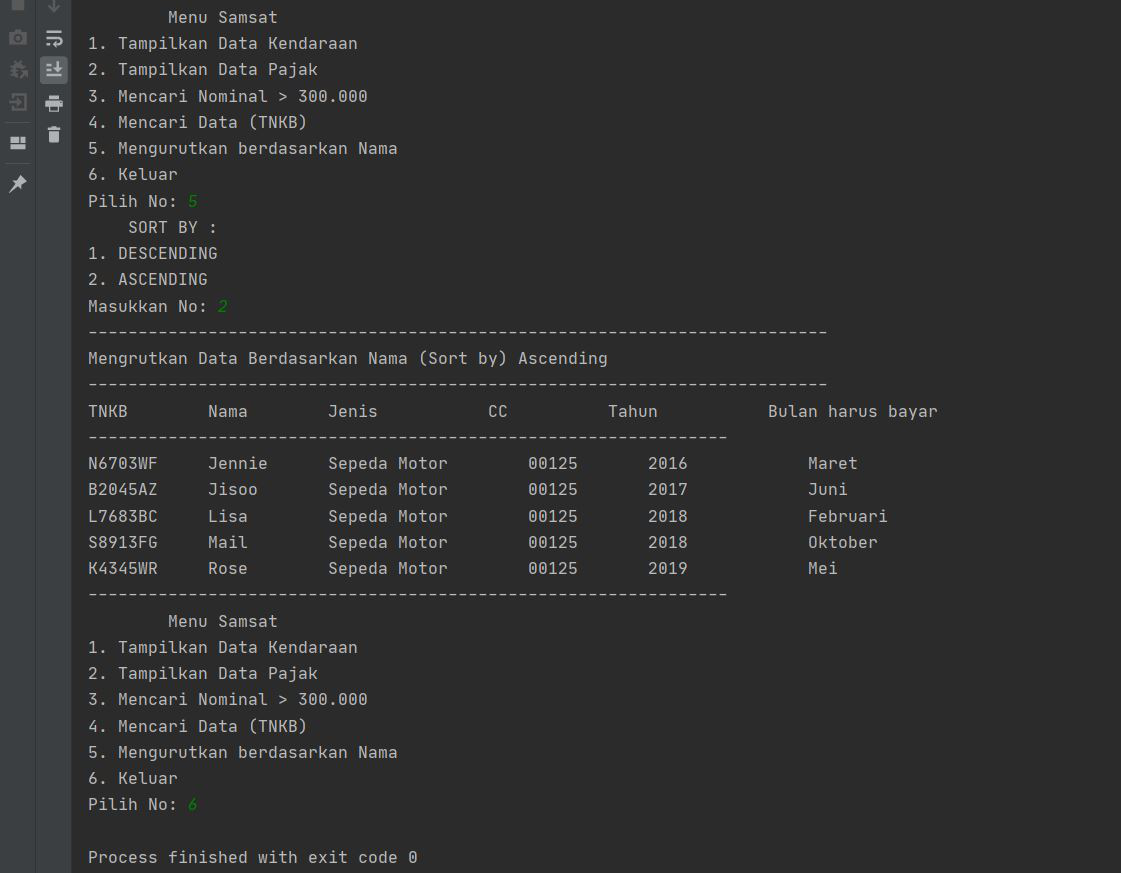 Menu Samsat
1. Tampilkan Data Kendaraan
2. Tampilkan Data Pajak
3. Mencari Nominal > 300.000
4. Mencari Data (TNKB)
5. Mengurutkan berdasarkan Nama
6. Keluar
Pilih No: 5
SORT BY :
1. DESCENDING
2. ASCENDING
Masukkan No: 2
--------------------------------------------------------------------------
Mengrutkan Data Berdasarkan Nama (Sort by) Ascending
--------------------------------------------------------------------------
TNKB Nama Jenis CC Tahun Bulan harus bayar
----------------------------------------------------------------
N6703WF Jennie Sepeda Motor 00125 2016 Maret
B2045AZ Jisoo Sepeda Motor 00125 2017 Juni
L7683BC Lisa Sepeda Motor 00125 2018 Februari
S8913FG Mail Sepeda Motor 00125 2018 Oktober
K4345WR Rose Sepeda Motor 00125 2019 Mei
----------------------------------------------------------------
Menu Samsat
1. Tampilkan Data Kendaraan
2. Tampilkan Data Pajak
3. Mencari Nominal > 300.000
4. Mencari Data (TNKB)
5. Mengurutkan berdasarkan Nama
6. Keluar
Pilih No: 6
Process finished with exit code 0